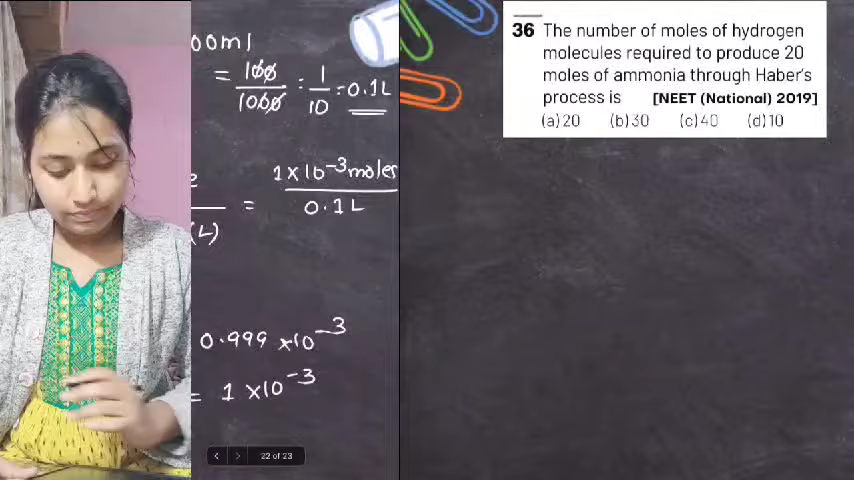 00ml
= 100/1000 = 1/10 = 0.1L
1×10⁻³ moles
=
0.1L
(L)
0.999 ×10⁻³
= 1 ×10⁻³
22 of 23
36 The number of moles of hydrogen
molecules required to produce 20
moles of ammonia through Haber's
process is [NEET (National) 2019]
(a) 20 (b) 30 (c) 40 (d) 10